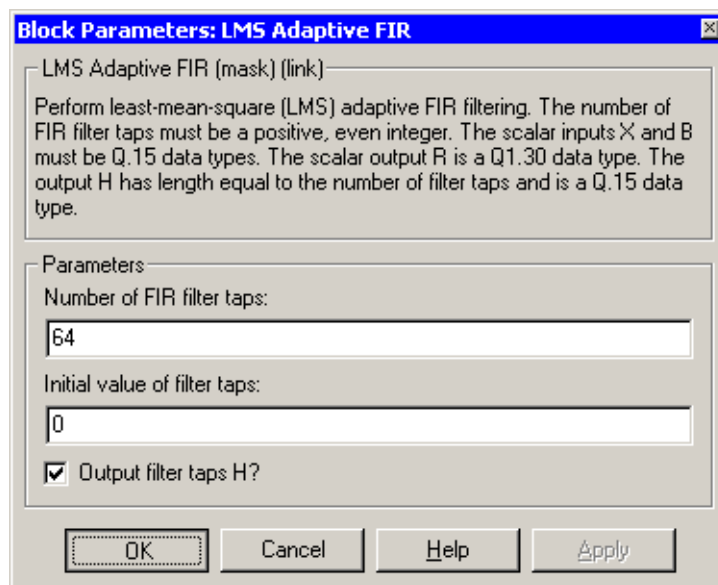 Block Parameters: LMS Adaptive FIR
LMS Adaptive FIR (mask) (link)
Perform least-mean-square (LMS) adaptive FIR filtering. The number of
FIR filter taps must be a positive, even integer. The scalar inputs X and B
must be Q.15 data types. The scalar output R is a Q1.30 data type. The
output H has length equal to the number of filter taps and is a Q.15 data
type.
Parameters
Number of FIR filter taps:
64
Initial value of filter taps:
0
Output filter taps H?
OK Cancel Help Apply